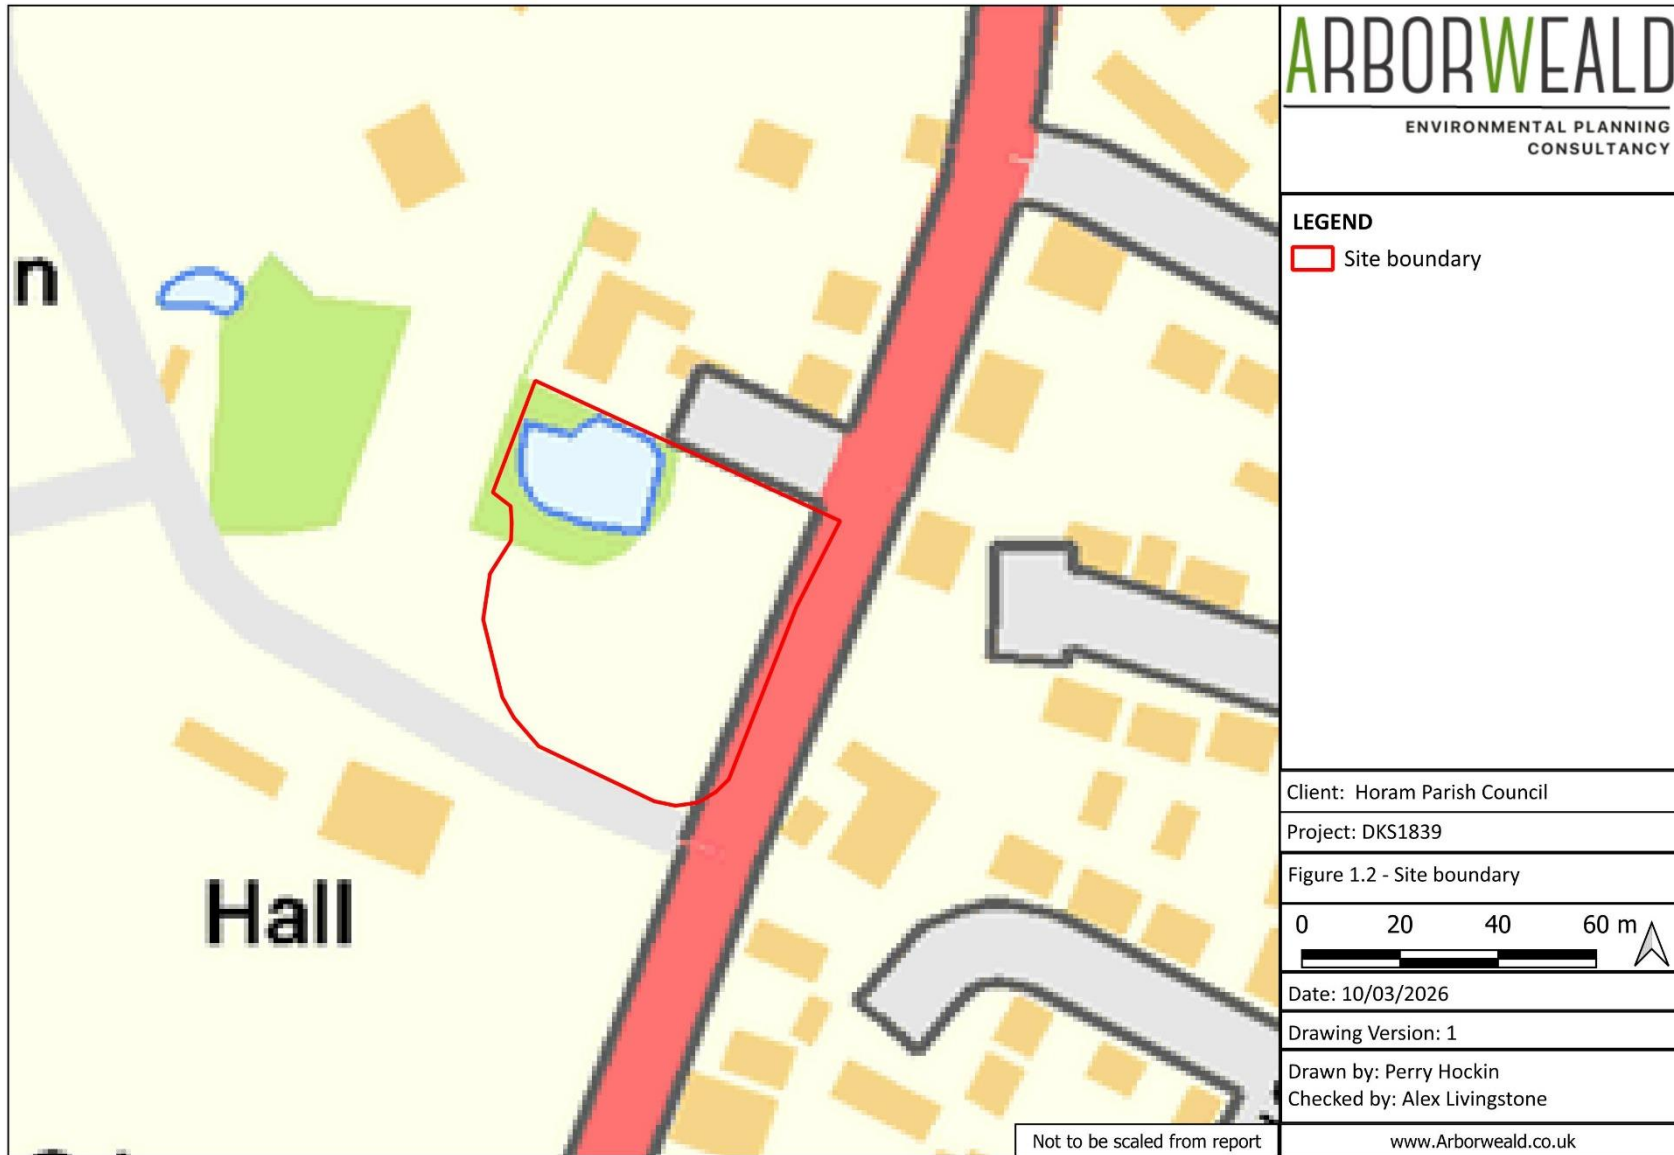 n
Hall
Not to be scaled from report
ARBORWEALD
ENVIRONMENTAL PLANNING
CONSULTANCY
LEGEND
Site boundary
Client: Horam Parish Council
Project: DKS1839
Figure 1.2 - Site boundary
0 20 40 60 m
Date: 10/03/2026
Drawing Version: 1
Drawn by: Perry Hockin
Checked by: Alex Livingstone
www.Arborweald.co.uk